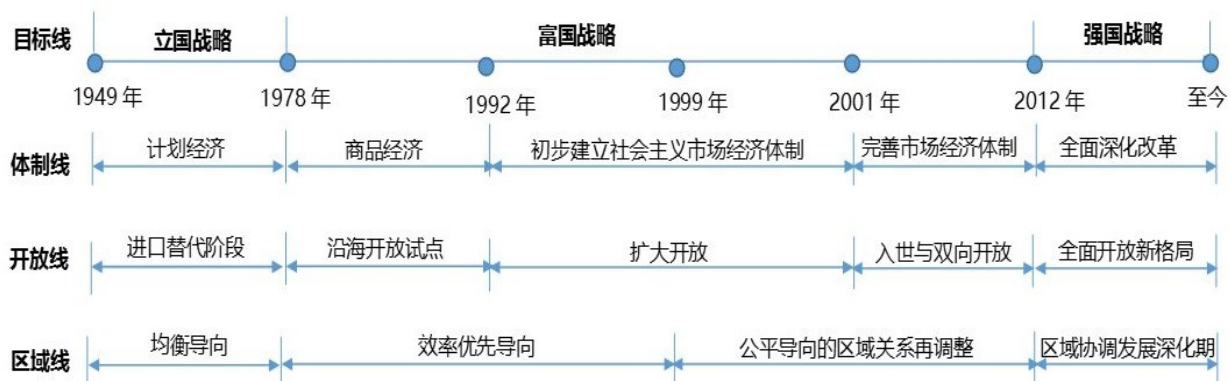 目标线 立国战略 富国战略 强国战略
1949年 1978年 1992年 1999年 2001年 2012年 至今
体制线 计划经济 商品经济 初步建立社会主义市场经济体制 完善市场经济体制 全面深化改革
开放线 进口替代阶段 沿海开放试点 扩大开放 入世与双向开放 全面开放新格局
区域线 均衡导向 效率优先导向 公平导向的区域关系再调整 区域协调发展深化期